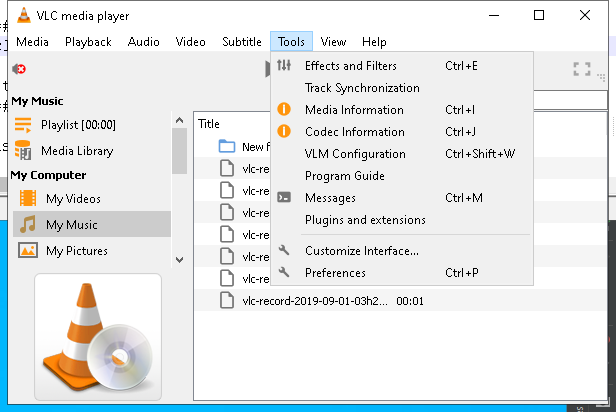 VLC media player
Media Playback Audio Video Subtitle Tools View Help
My Music
Playlist [00:00]
Media Library
My Computer
My Videos
My Music
My Pictures
Title
New f
vlc-re
vlc-re
vlc-re
vlc-re
vlc-re
vlc-re
vlc-record-2019-09-01-03h2... 00:01
Effects and Filters Ctrl+E
Track Synchronization
Media Information Ctrl+I
Codec Information Ctrl+J
VLM Configuration Ctrl+Shift+W
Program Guide
Messages Ctrl+M
Plugins and extensions
Customize Interface...
Preferences Ctrl+P